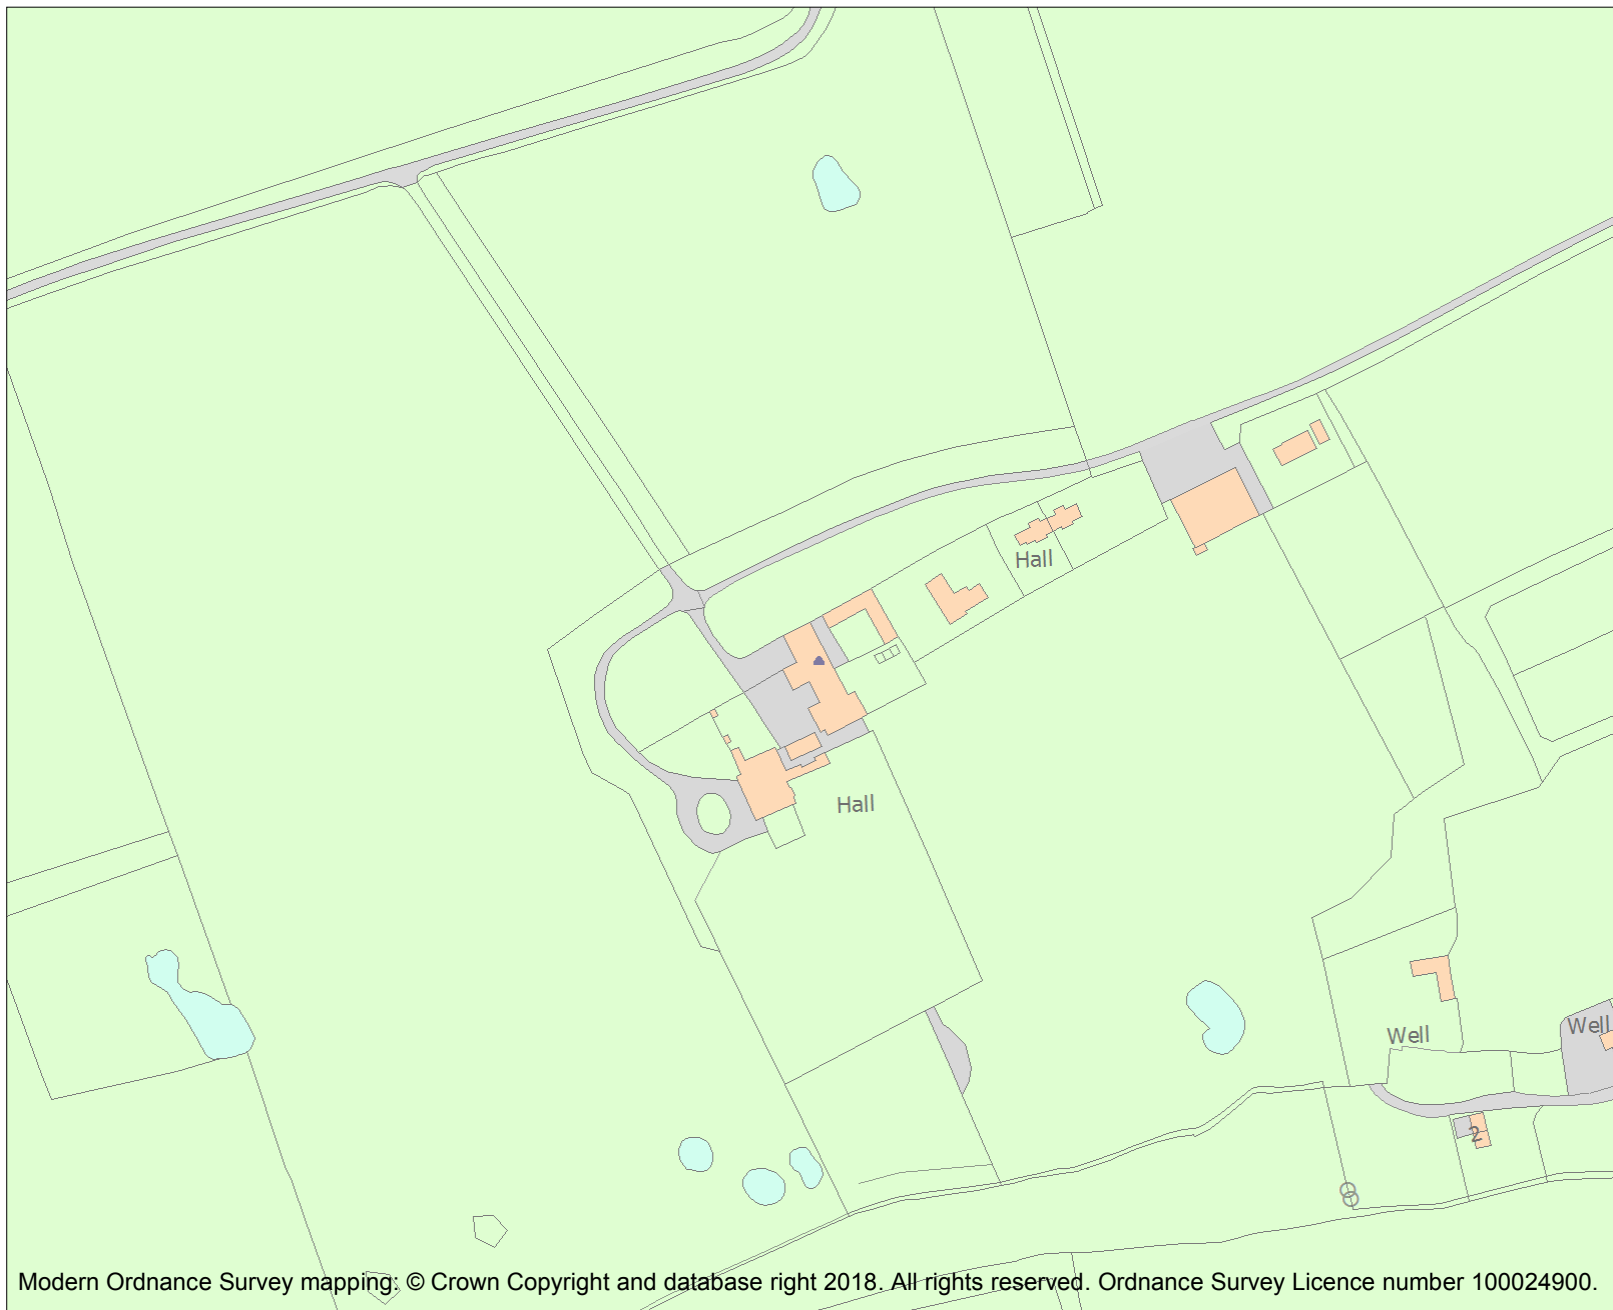 Hall
Hall
Well
Well
2
Modern Ordnance Survey mapping: © Crown Copyright and database right 2018. All rights reserved. Ordnance Survey Licence number 100024900.